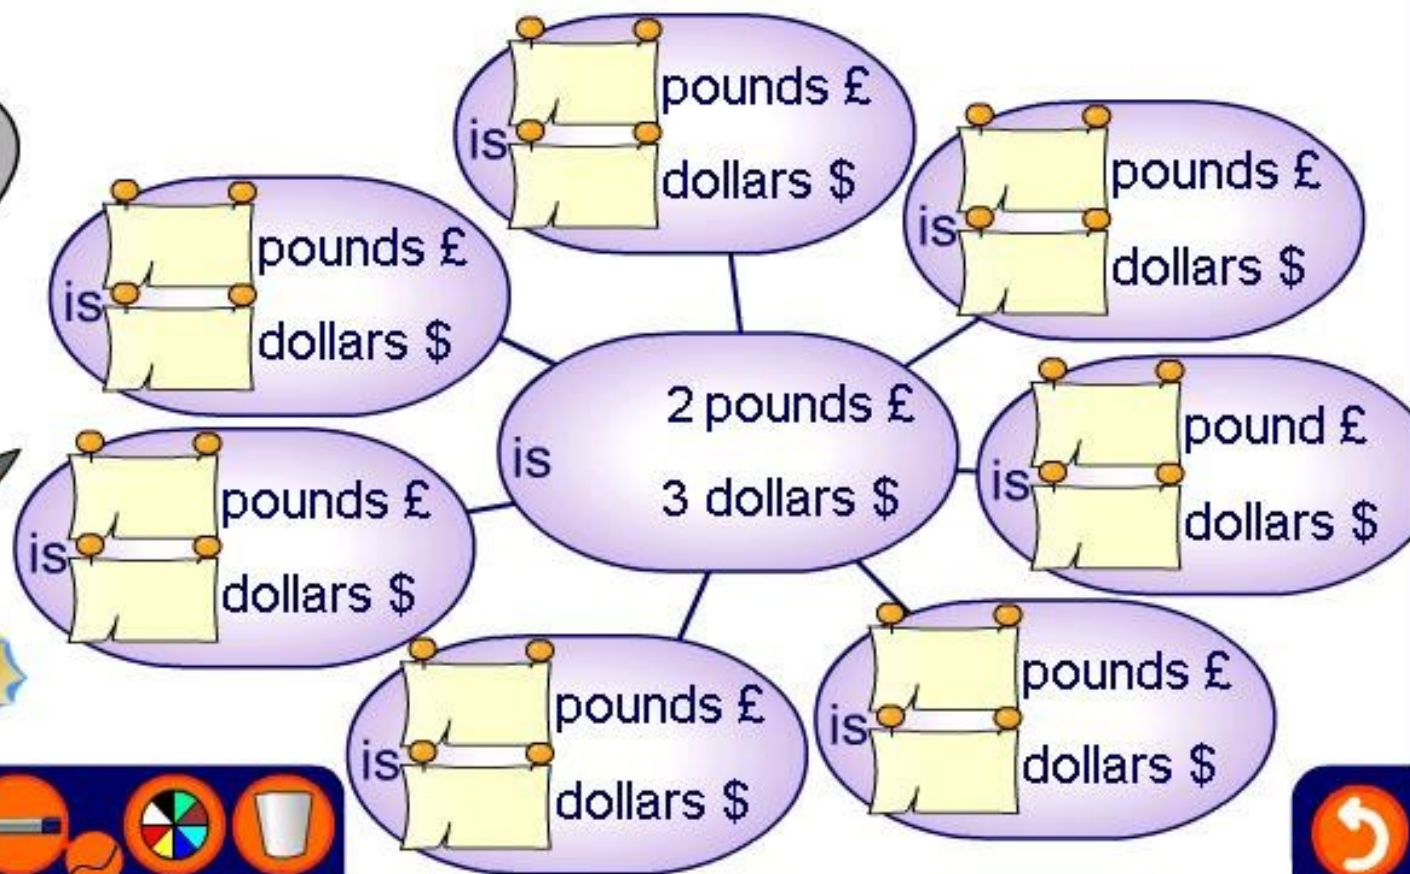 pounds £
is
dollars $
pounds £
is
dollars $
pounds £
is
dollars $
2 pounds £
is
3 dollars $
pound £
is
dollars $
pounds £
is
dollars $
pounds £
is
dollars $
pounds £
is
dollars $